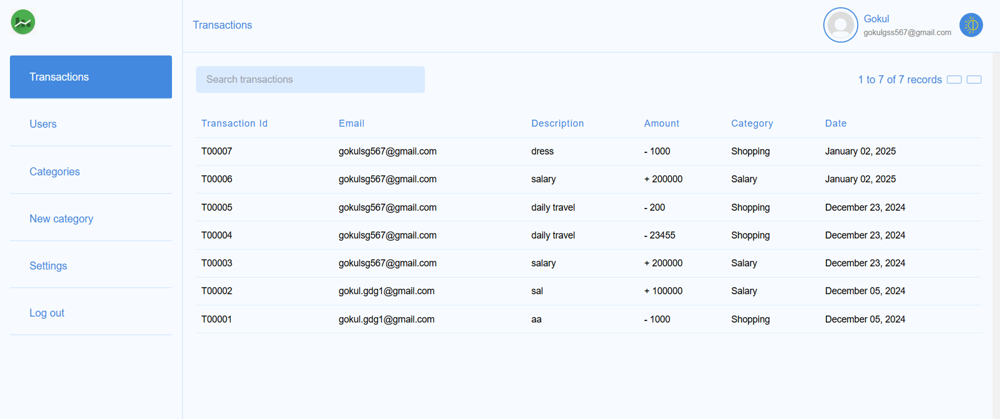 Transactions
Gokul
gokulgss567@gmail.com
Transactions
Users
Categories
New category
Settings
Log out
Search transactions
1 to 7 of 7 records
Transaction Id Email Description Amount Category Date
T00007 gokulsg567@gmail.com dress - 1000 Shopping January 02, 2025
T00006 gokulsg567@gmail.com salary + 200000 Salary January 02, 2025
T00005 gokulsg567@gmail.com daily travel - 200 Shopping December 23, 2024
T00004 gokulsg567@gmail.com daily travel - 23455 Shopping December 23, 2024
T00003 gokulsg567@gmail.com salary + 200000 Salary December 23, 2024
T00002 gokul.gdg1@gmail.com sal + 100000 Salary December 05, 2024
T00001 gokul.gdg1@gmail.com aa - 1000 Shopping December 05, 2024